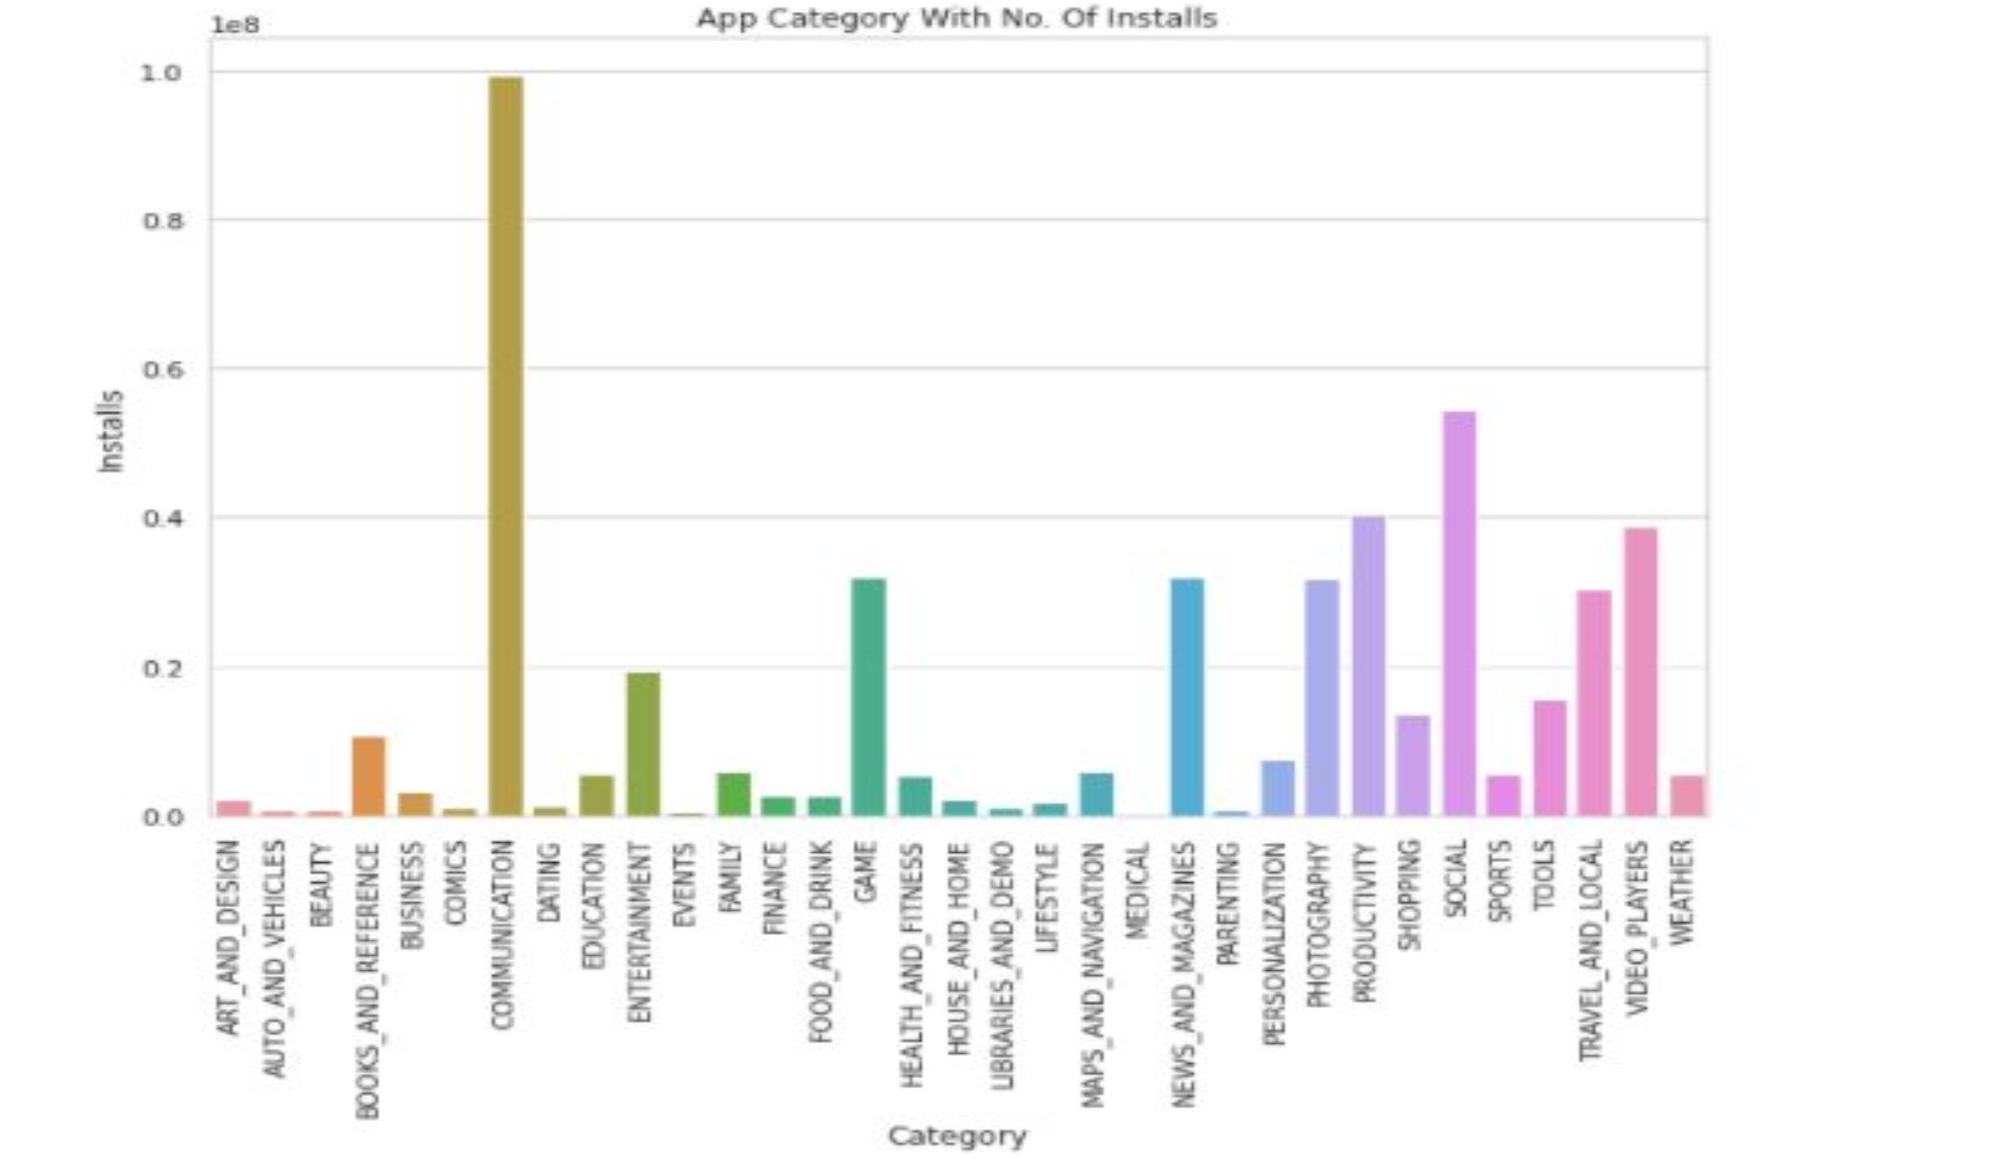 App Category With No. Of Installs
1e8
1.0
0.8
0.6
0.4
0.2
0.0
Installs
ART_AND_DESIGN
AUTO_AND_VEHICLES
BEAUTY
BOOKS_AND_REFERENCE
BUSINESS
COMICS
COMMUNICATION
DATING
EDUCATION
ENTERTAINMENT
EVENTS
FAMILY
FINANCE
FOOD_AND_DRINK
GAME
HEALTH_AND_FITNESS
HOUSE_AND_HOME
LIBRARIES_AND_DEMO
LIFESTYLE
MAPS_AND_NAVIGATION
MEDICAL
NEWS_AND_MAGAZINES
PARENTING
PERSONALIZATION
PHOTOGRAPHY
PRODUCTIVITY
SHOPPING
SOCIAL
SPORTS
TOOLS
TRAVEL_AND_LOCAL
VIDEO_PLAYERS
WEATHER
Category